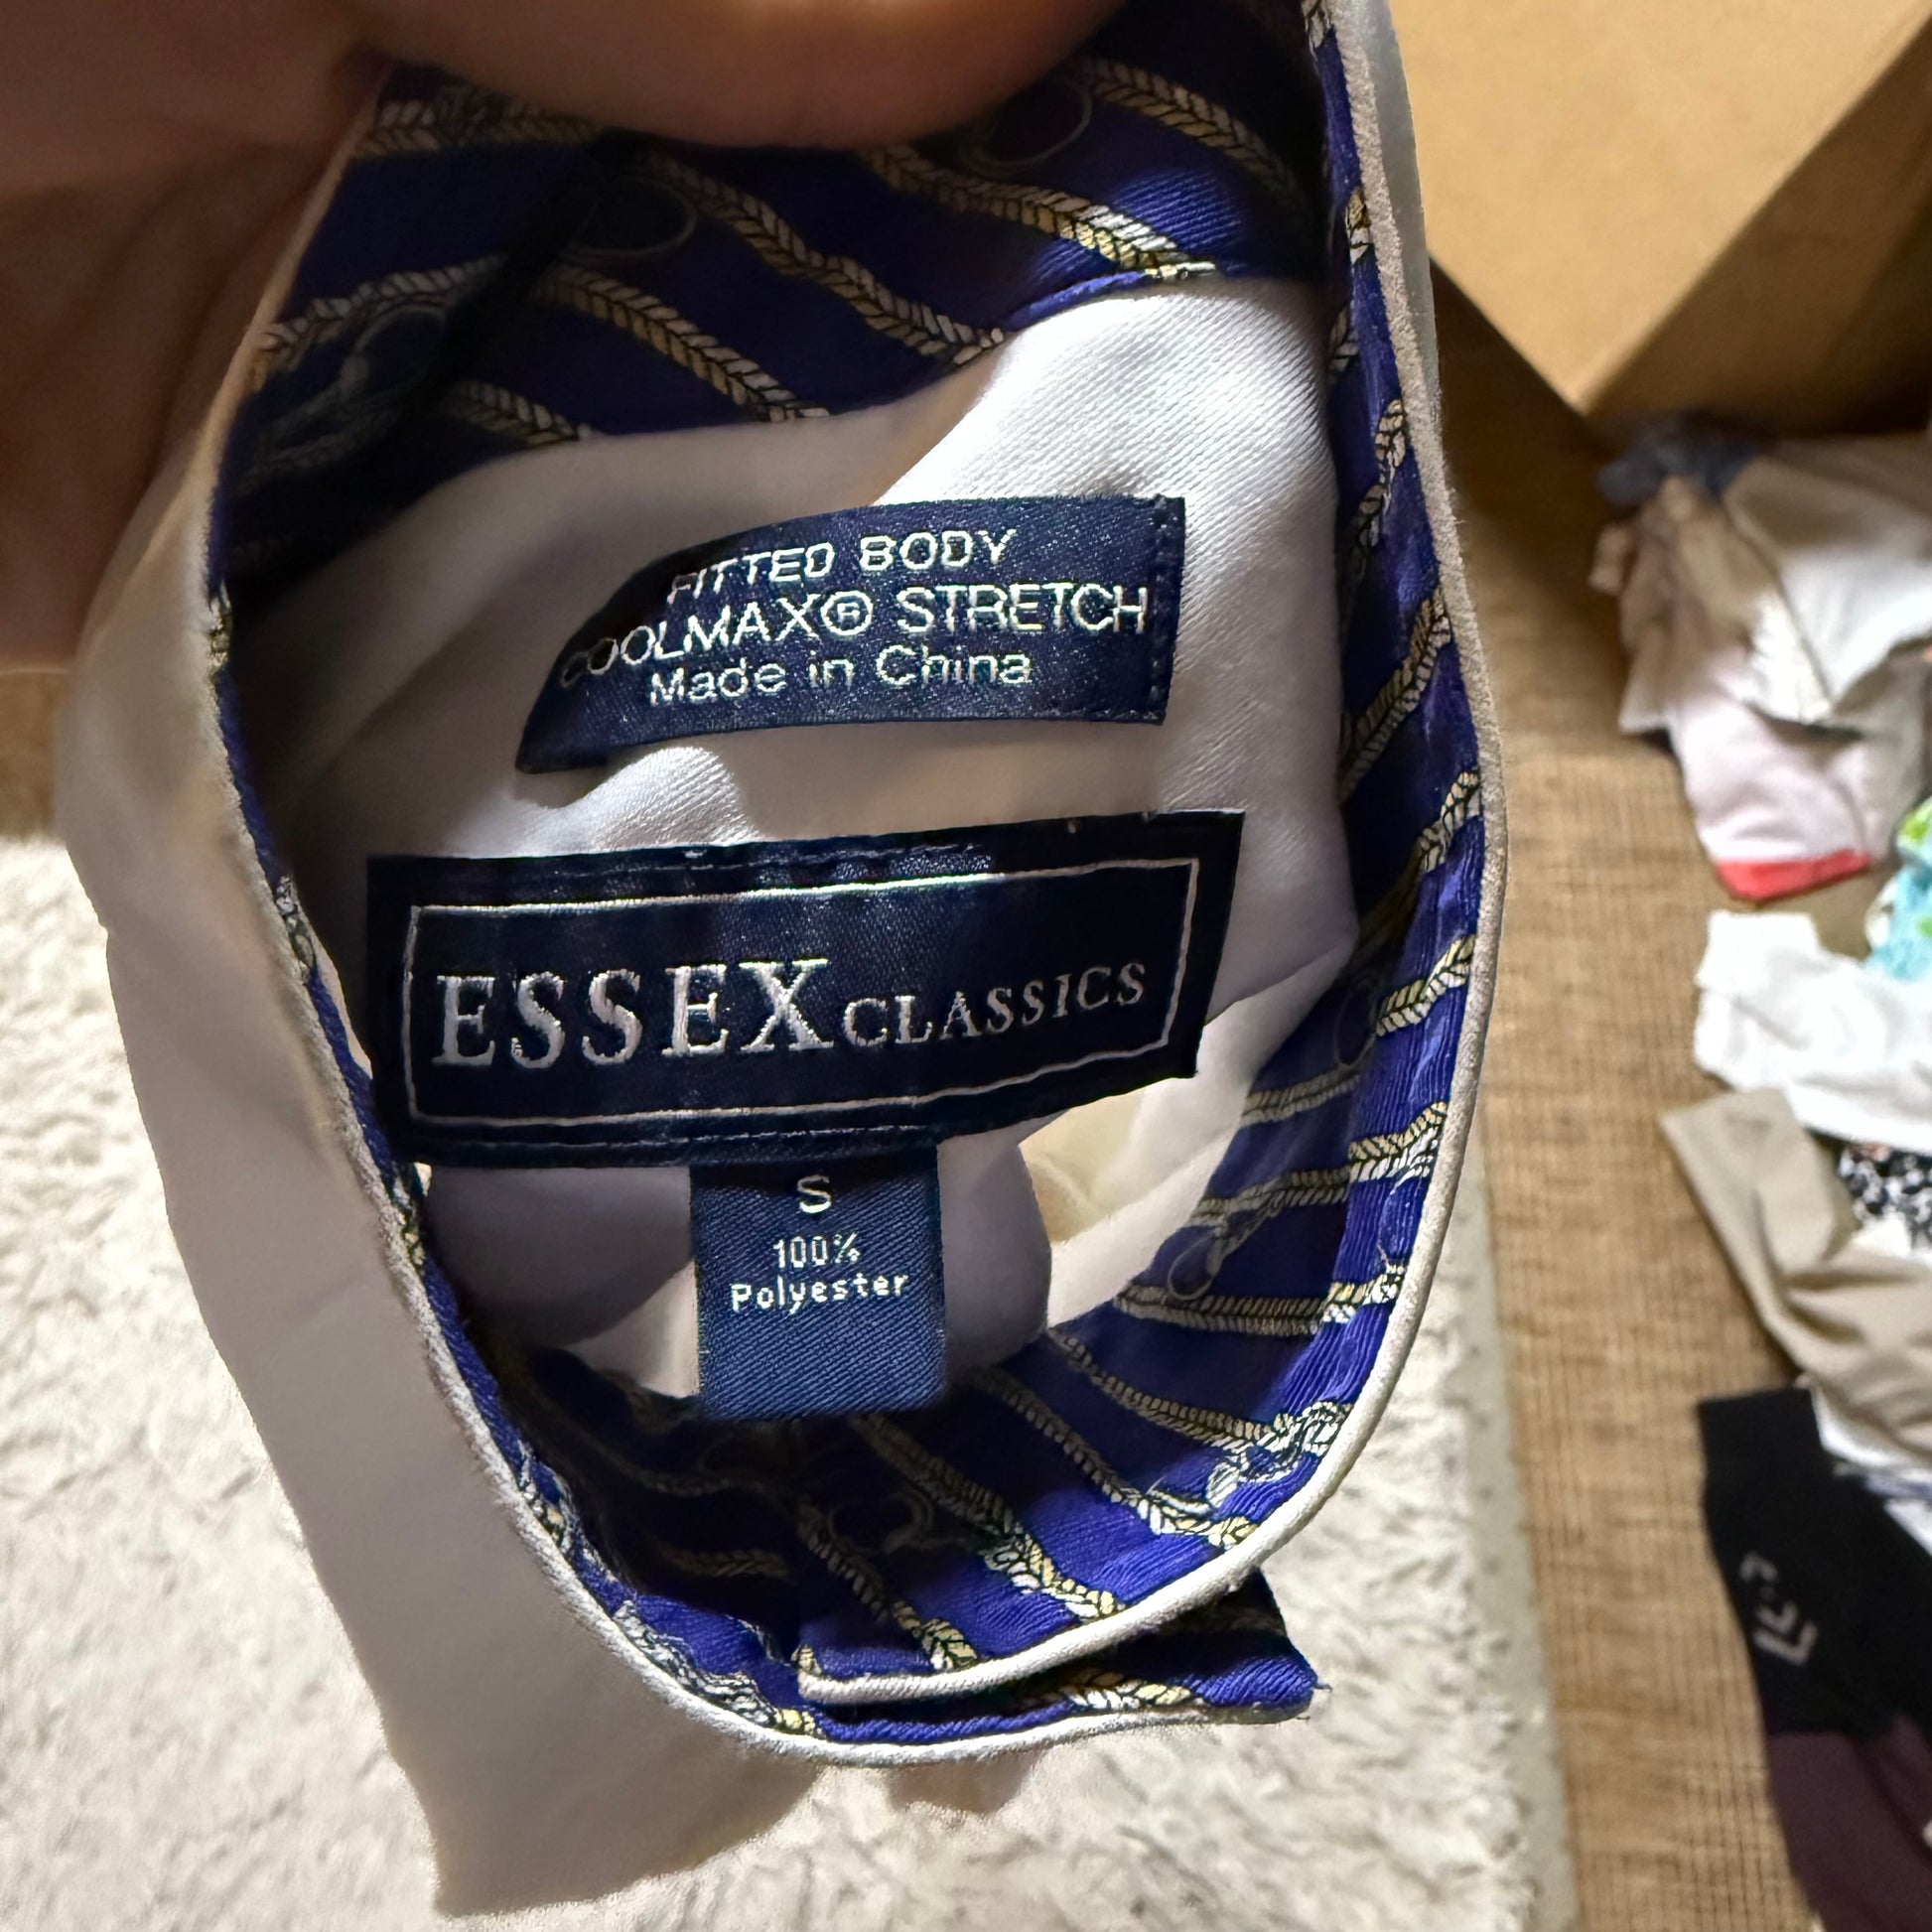 FITTED BODY
COOLMAX® STRETCH
Made in China
ESSEX CLASSICS
S
100%
Polyester